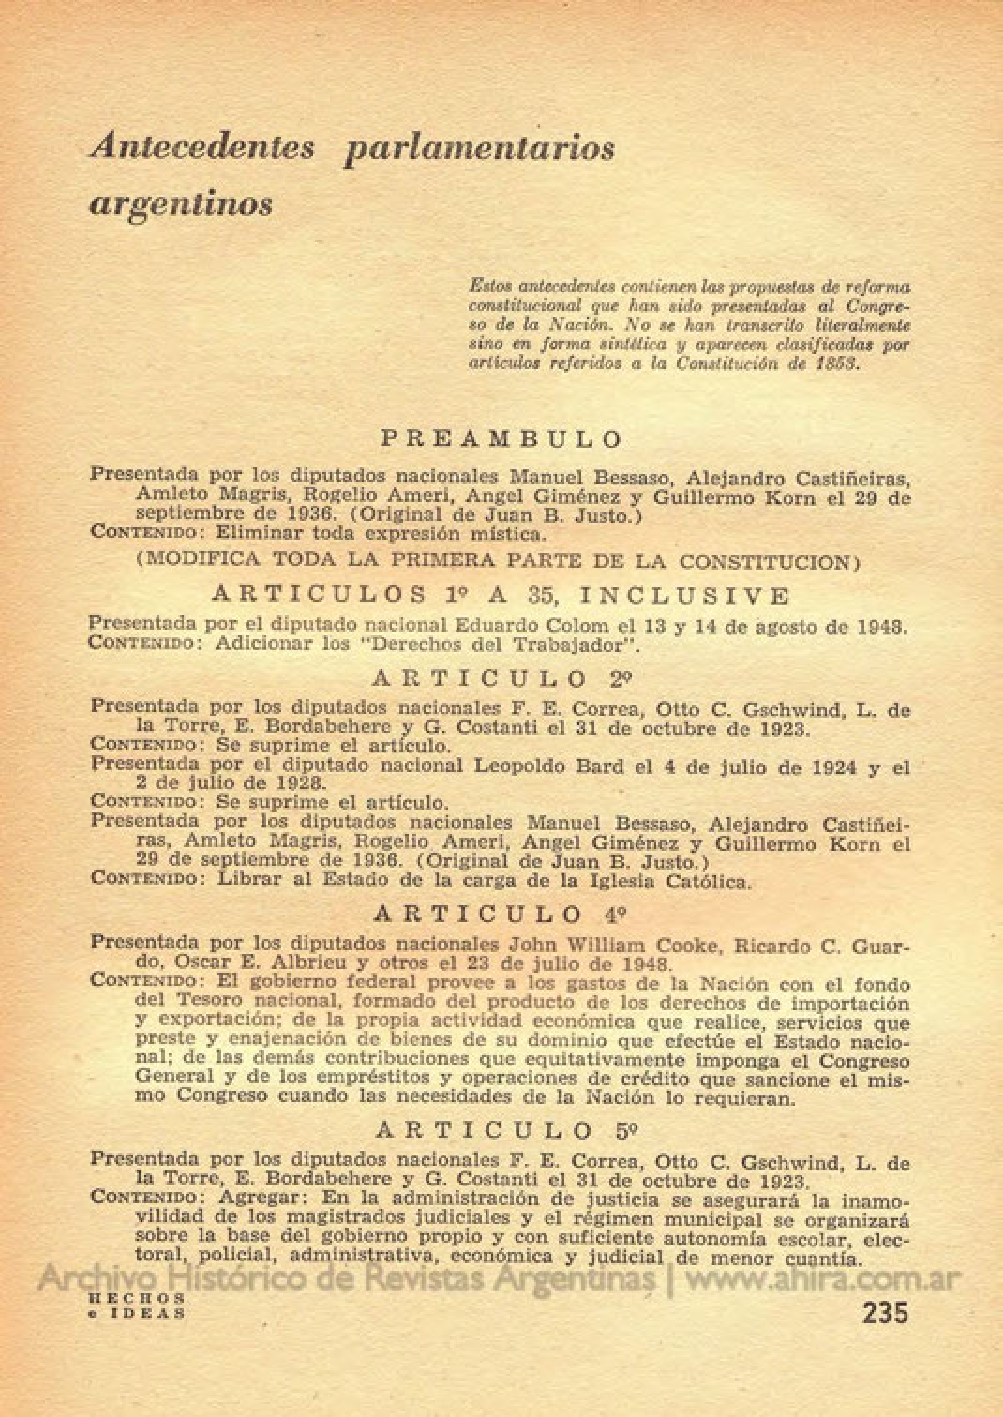 Antecedentes parlamentarios
argentinos
Estos antecedentes contienen las propuestas de reforma
constitucional que han sido presentadas al Congre-
so de la Nación. No se han transcrito literalmente
sino en forma sintética y aparecen clasificadas por
artículos referidos a la Constitución de 1853.
PREAMBULO
Presentada por los diputados nacionales Manuel Bessaso, Alejandro Castiñeiras,
Amleto Magris, Rogelio Ameri, Angel Giménez y Guillermo Korn el 29 de
septiembre de 1936. (Original de Juan B. Justo.)
CONTENIDO: Eliminar toda expresión mística.
(MODIFICA TODA LA PRIMERA PARTE DE LA CONSTITUCION)
ARTICULOS 1º A 35, INCLUSIVE
Presentada por el diputado nacional Eduardo Colom el 13 y 14 de agosto de 1948.
CONTENIDO: Adicionar los "Derechos del Trabajador".
ARTICULO 2º
Presentada por los diputados nacionales F. E. Correa, Otto C. Gschwind, L. de
la Torre, E. Bordabehere y G. Costanti el 31 de octubre de 1923.
CONTENIDO: Se suprime el artículo.
Presentada por el diputado nacional Leopoldo Bard el 4 de julio de 1924 y el
2 de julio de 1928.
CONTENIDO: Se suprime el artículo.
Presentada por los diputados nacionales Manuel Bessaso, Alejandro Castiñei-
ras, Amleto Magris, Rogelio Ameri, Angel Giménez y Guillermo Korn el
29 de septiembre de 1936. (Original de Juan B. Justo.)
CONTENIDO: Librar al Estado de la carga de la Iglesia Católica.
ARTICULO 4º
Presentada por los diputados nacionales John William Cooke, Ricardo C. Guar-
do, Oscar E. Albrieu y otros el 23 de julio de 1948.
CONTENIDO: El gobierno federal provee a los gastos de la Nación con el fondo
del Tesoro nacional, formado del producto de los derechos de importación
y exportación; de la propia actividad económica que realice, servicios que
preste y enajenación de bienes de su dominio que efectúe el Estado nacio-
nal; de las demás contribuciones que equitativamente imponga el Congreso
General y de los empréstitos y operaciones de crédito que sancione el mis-
mo Congreso cuando las necesidades de la Nación lo requieran.
ARTICULO 5º
Presentada por los diputados nacionales F. E. Correa, Otto C. Gschwind, L. de
la Torre, E. Bordabehere y G. Costanti el 31 de octubre de 1923.
CONTENIDO: Agregar: En la administración de justicia se asegurará la inamo-
vilidad de los magistrados judiciales y el régimen municipal se organizará
sobre la base del gobierno propio y con suficiente autonomía escolar, elec-
toral, policial, administrativa, económica y judicial de menor cuantía.
Archivo Histórico de Revistas Argentinas | www.ahira.com.ar
HECHOS
e IDEAS
235